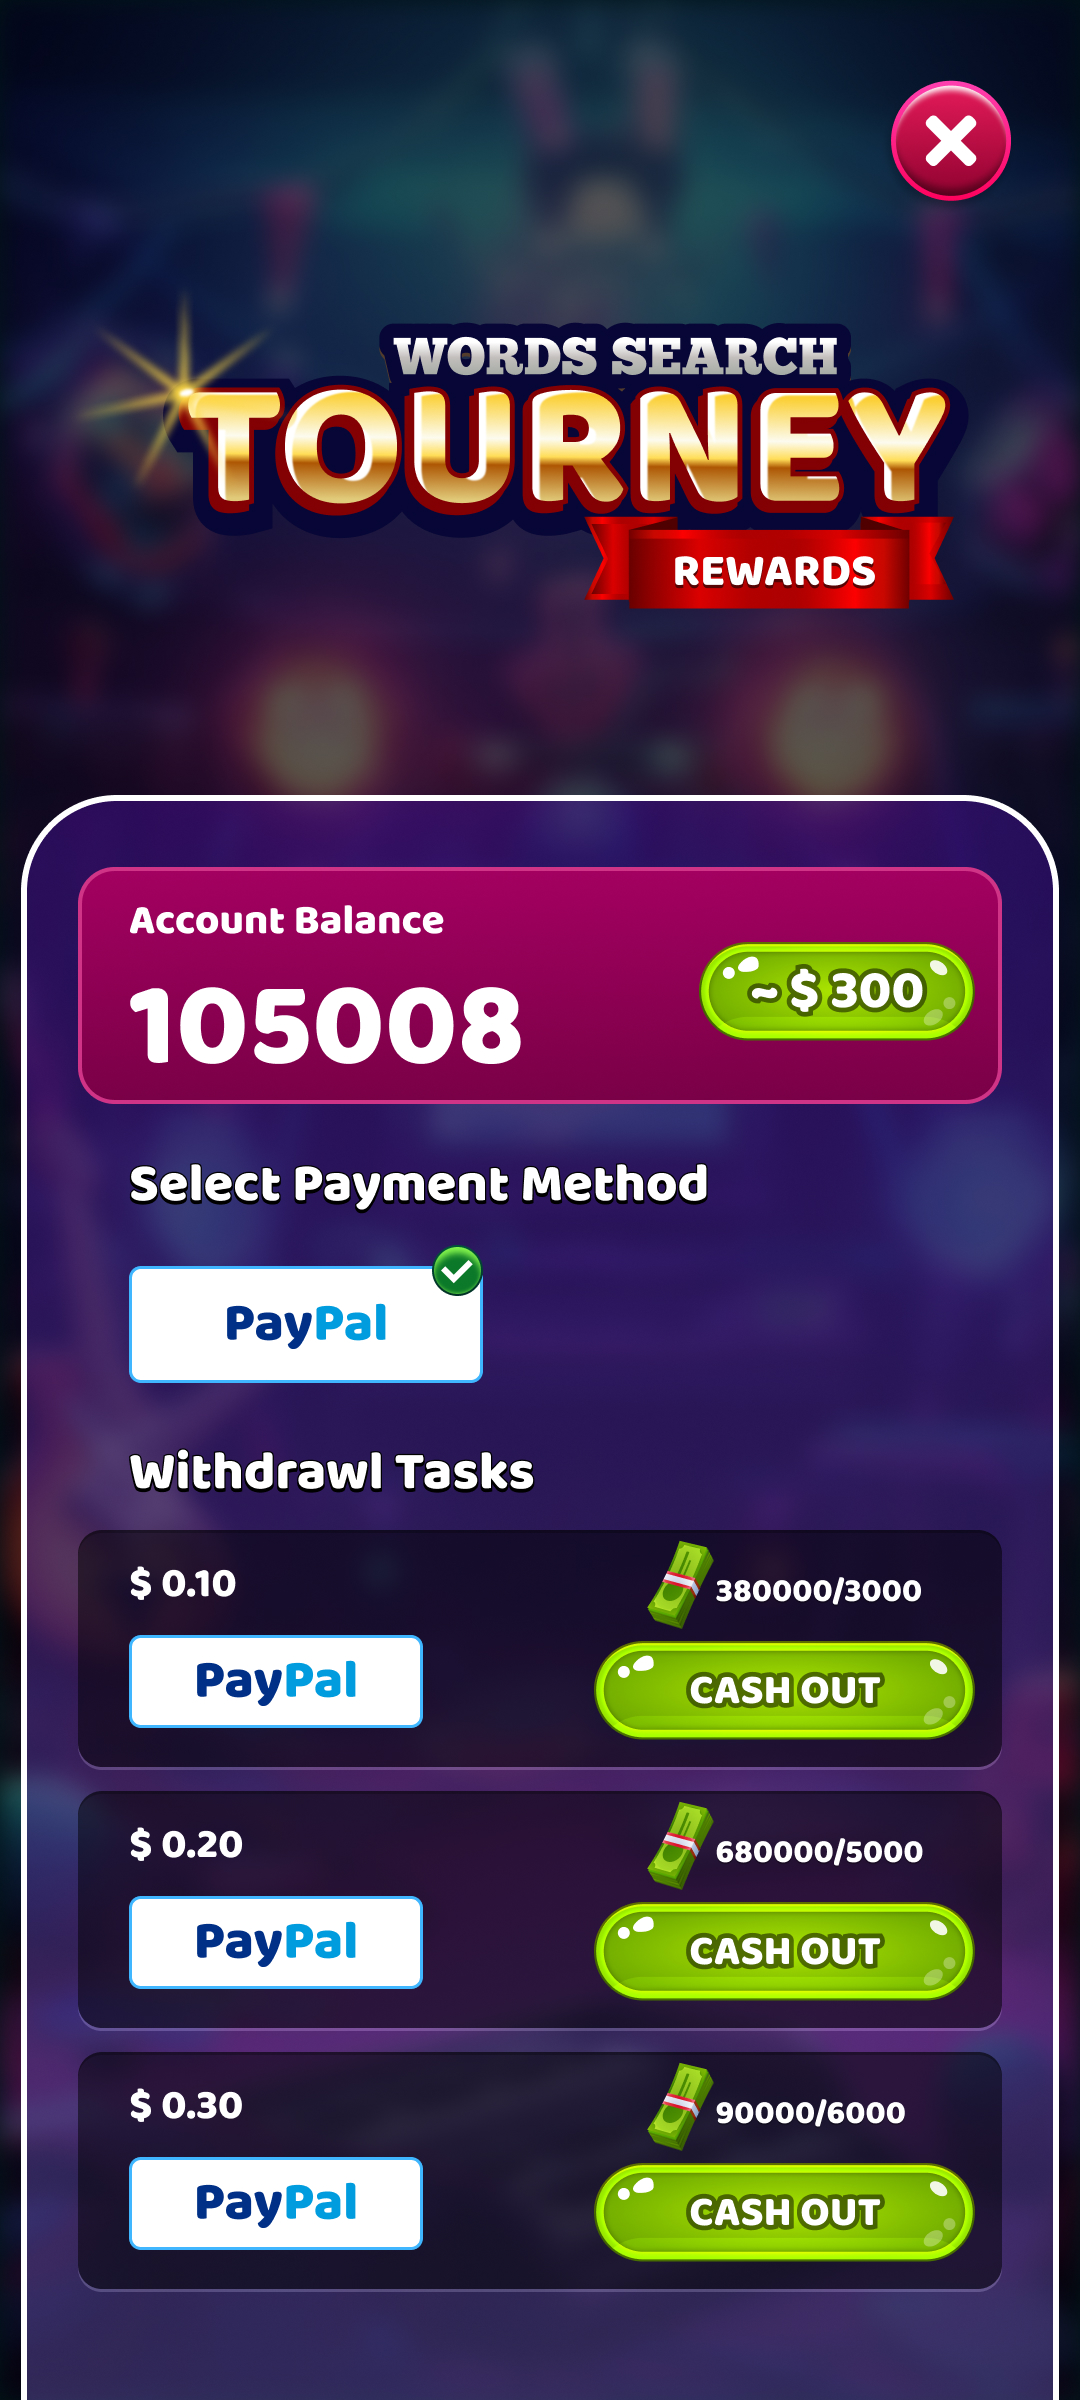 WORDS SEARCH
TOURNEY
REWARDS
Account Balance
105008
~ $ 300
Select Payment Method
PayPal
Withdrawl Tasks
$ 0.10
380000/3000
PayPal
CASH OUT
$ 0.20
680000/5000
PayPal
CASH OUT
$ 0.30
90000/6000
PayPal
CASH OUT